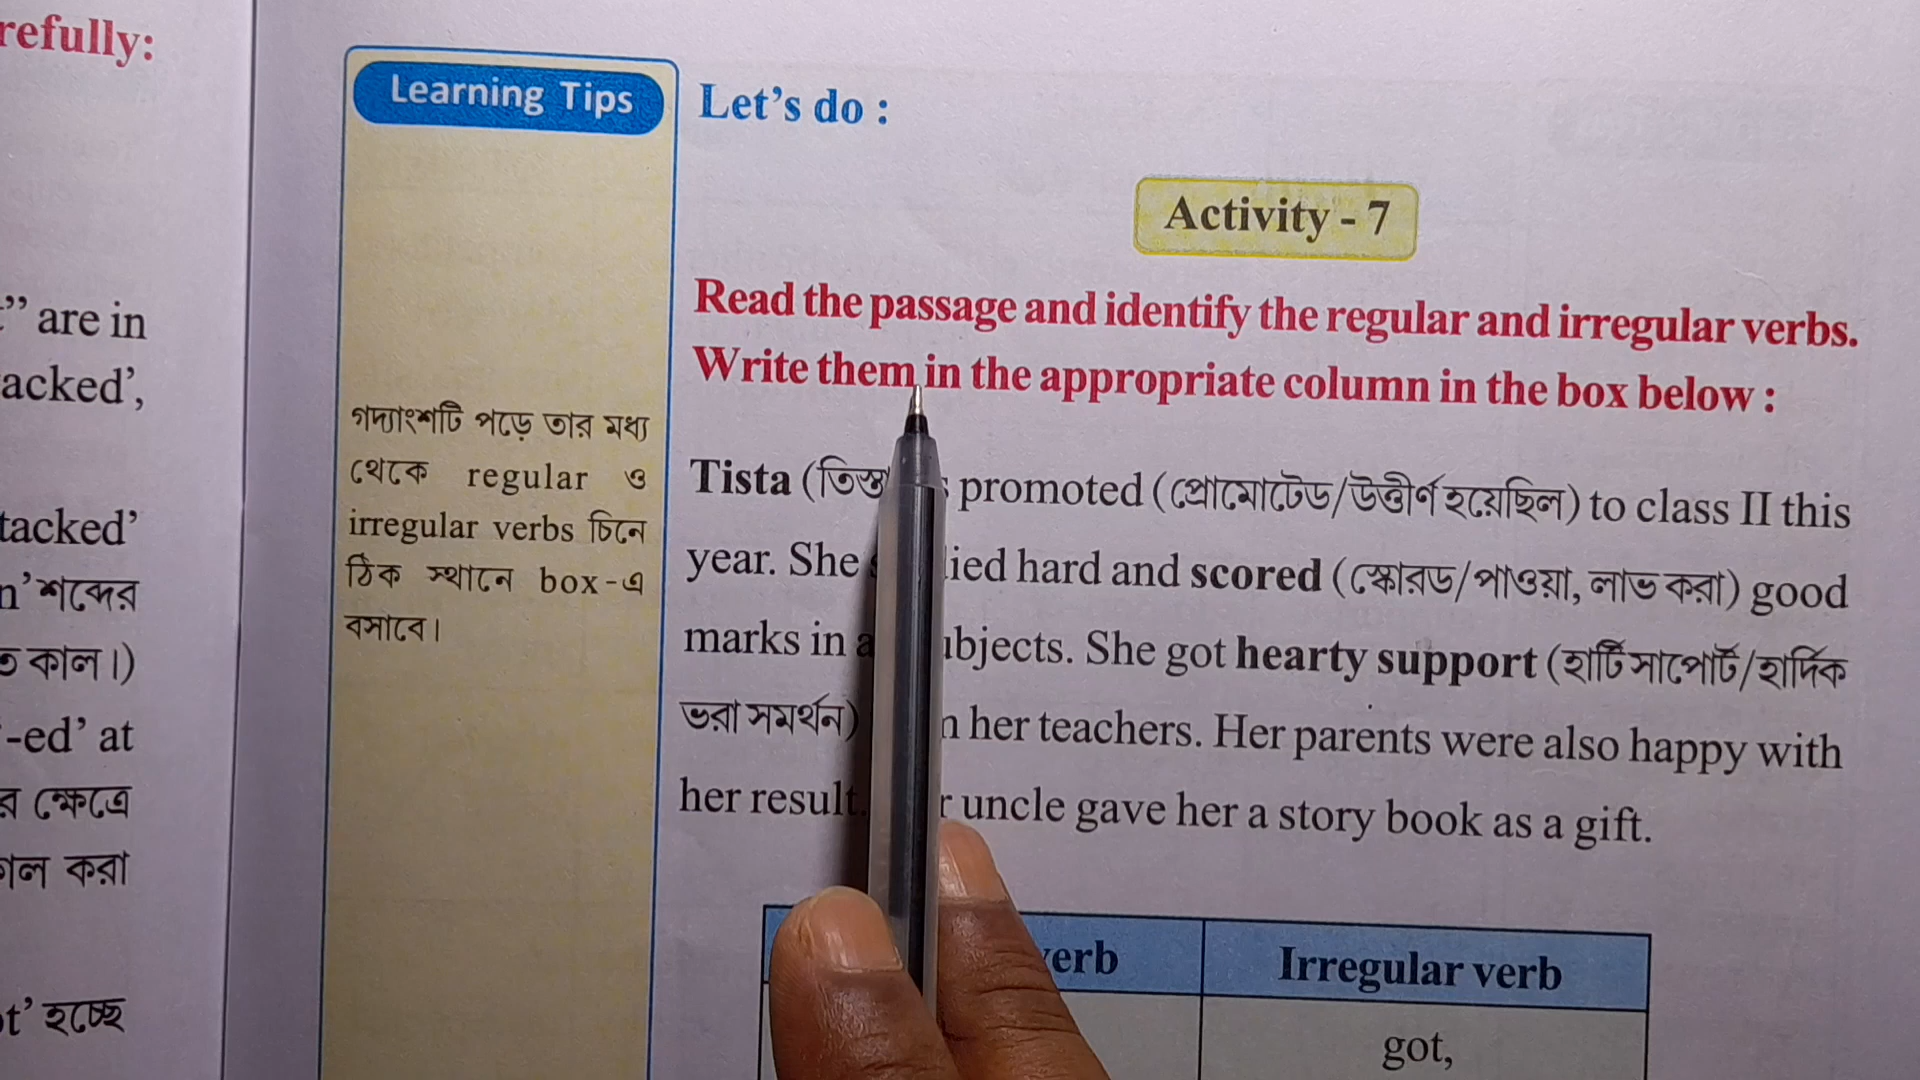 refully:
” are in
acked’,
tacked’
n’ শব্দের
কাল।)
-ed’ at
র ক্ষেত্রে
করা
t’ হচ্ছে
Learning Tips
গদ্যাংশটি পড়ে তার মধ্য
থেকে regular ও
irregular verbs চিনে
ঠিক স্থানে box-এ
বসাবে।
Let’s do :
Activity - 7
Read the passage and identify the regular and irregular verbs.
Write them in the appropriate column in the box below :
Tista promoted (প্রোমোটেড/উত্তীর্ণ হয়েছিল) to class II this
year. She hard and scored (স্কোরড/পাওয়া, লাভ করা) good
marks in She got hearty support (হার্টি সাপোর্ট/হার্দিক
ভরা সমর্থন) her teachers. Her parents were also happy with
her result. uncle gave her a story book as a gift.
verb
Irregular verb
got,